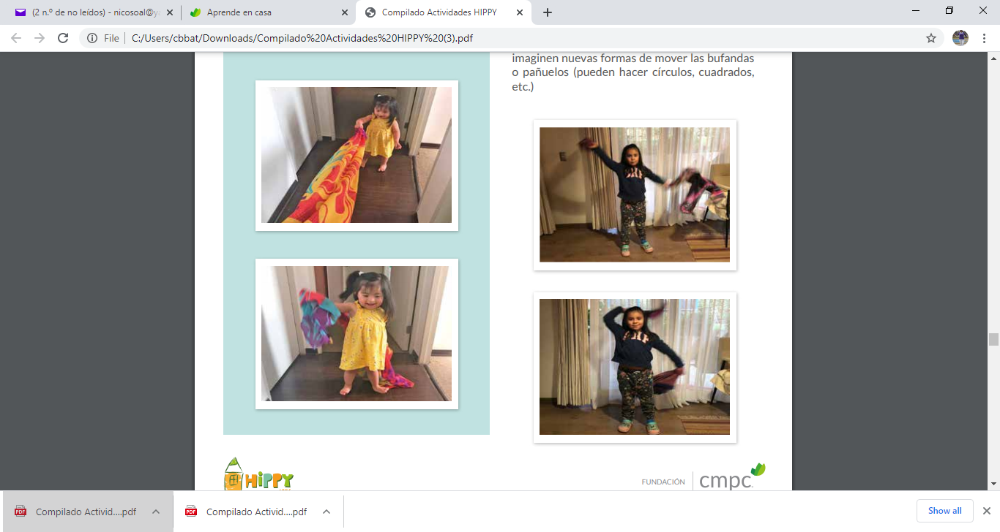 (2 n.º de no leídos) - nicosoal@y
Aprende en casa
Compilado Actividades HIPPY
File
C:/Users/cbbat/Downloads/Compilado%20Actividades%20HIPPY%20(3).pdf
imaginen nuevas formas de mover las bufandas
o pañuelos (pueden hacer círculos, cuadrados,
etc.)
HiPPY
FUNDACIÓN
cmpc
Compilado Activid....pdf
Compilado Activid....pdf
Show all